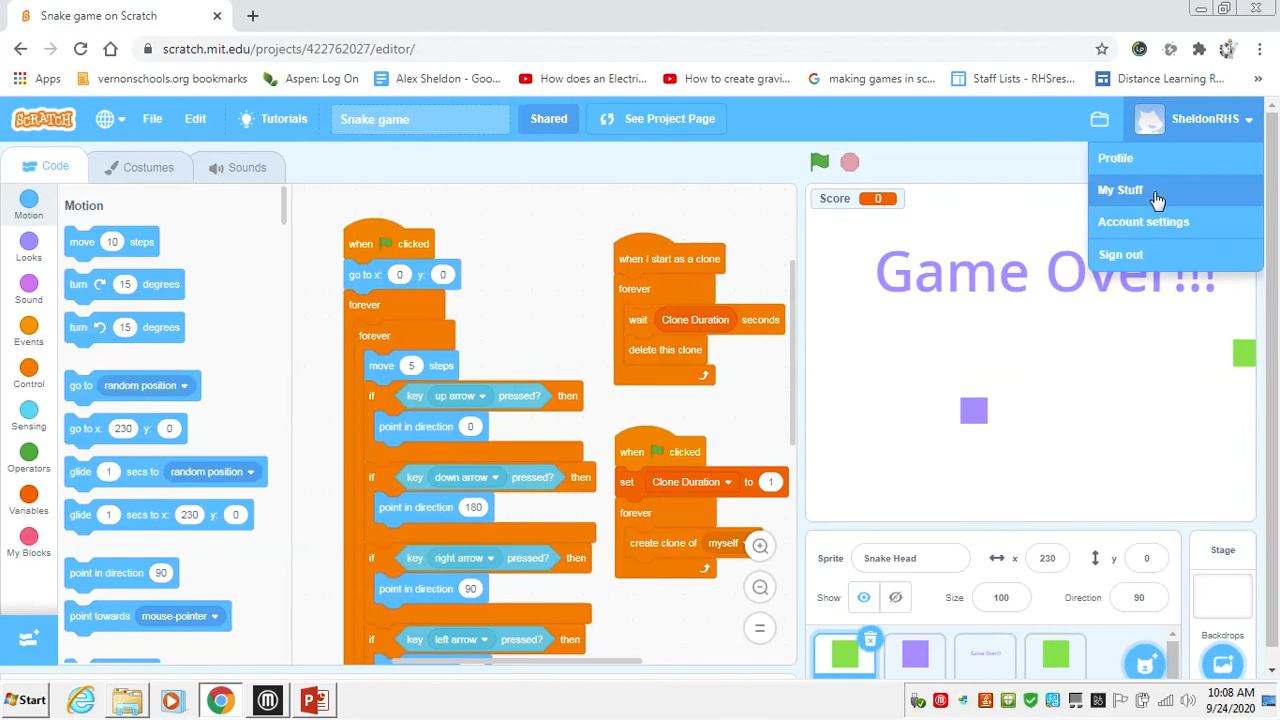 Snake game on Scratch
scratch.mit.edu/projects/422762027/editor/
Apps vernonschools.org bookmarks Aspen: Log On Alex Sheldon - Goo... How does an Electri... How to create gravi... making games in sc... Staff Lists - RHSres... Distance Learning R... »
SCRATCH File Edit Tutorials Snake game Shared See Project Page SheldonRHS
Profile
My Stuff
Account settings
Sign out
Code Costumes Sounds
Motion
Looks
Sound
Events
Control
Sensing
Operators
Variables
My Blocks
Motion
move 10 steps
turn 15 degrees
turn 15 degrees
go to random position
go to x: 230 y: 0
glide 1 secs to random position
glide 1 secs to x: 230 y: 0
point in direction 90
point towards mouse-pointer
when clicked
go to x: 0 y: 0
forever
forever
move 5 steps
if key up arrow pressed? then
point in direction 0
if key down arrow pressed? then
point in direction 180
if key right arrow pressed? then
point in direction 90
if key left arrow pressed? then
when I start as a clone
forever
wait Clone Duration seconds
delete this clone
when clicked
set Clone Duration to 1
forever
create clone of myself
Score 0
Game Over!!!
Sprite Snake Head x 230 y 0
Show Size 100 Direction 90
Game Over!!!
Stage
Backdrops
Start
10:08 AM
9/24/2020